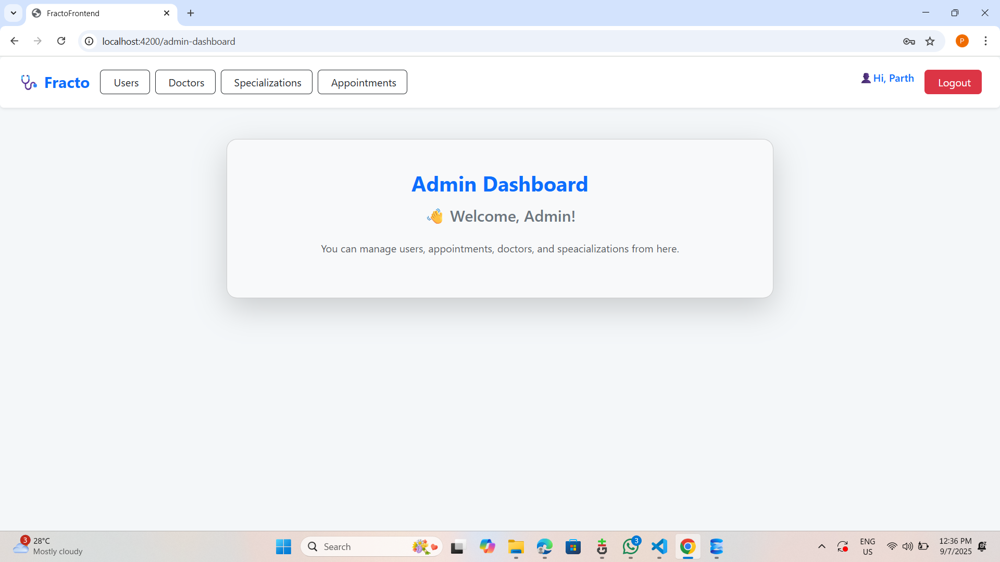 FractoFrontend
localhost:4200/admin-dashboard
P
Fracto
Users
Doctors
Specializations
Appointments
Hi, Parth
Logout
Admin Dashboard
👋 Welcome, Admin!
You can manage users, appointments, doctors, and speacializations from here.
3
28°C
Mostly cloudy
Search
3
ENG
US
12:36 PM
9/7/2025